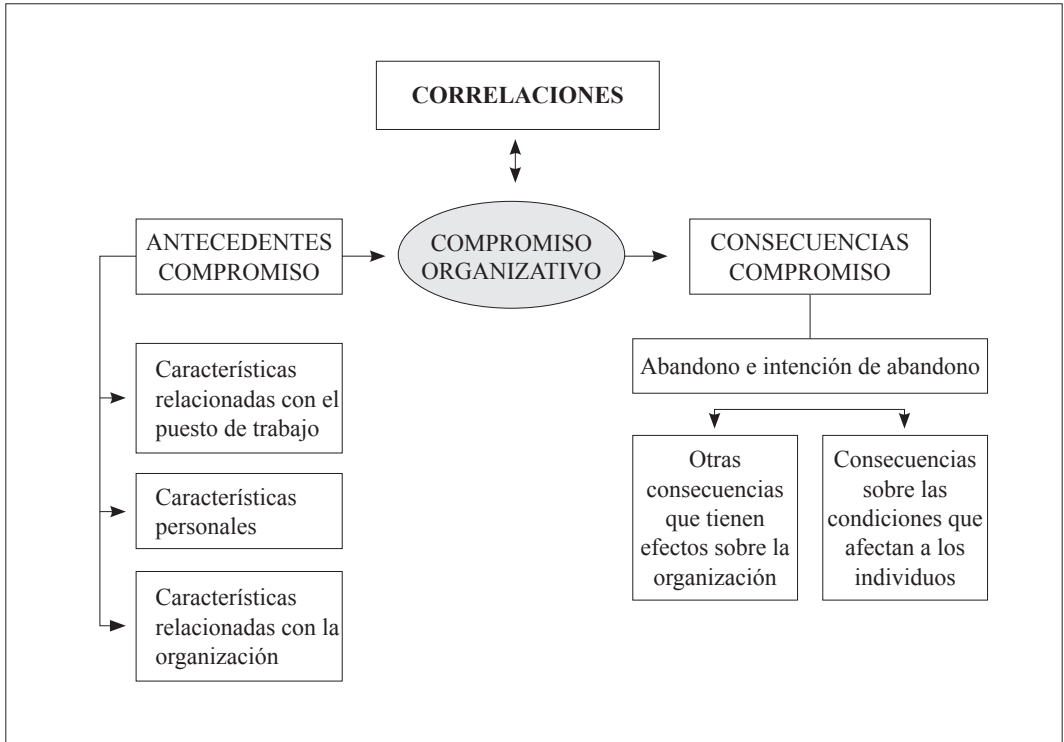 CORRELACIONES
ANTECEDENTES
COMPROMISO
COMPROMISO
ORGANIZATIVO
CONSECUENCIAS
COMPROMISO
Características
relacionadas con el
puesto de trabajo
Características
personales
Características
relacionadas con la
organización
Abandono e intención de abandono
Otras
consecuencias
que tienen
efectos sobre la
organización
Consecuencias
sobre las
condiciones que
afectan a los
individuos